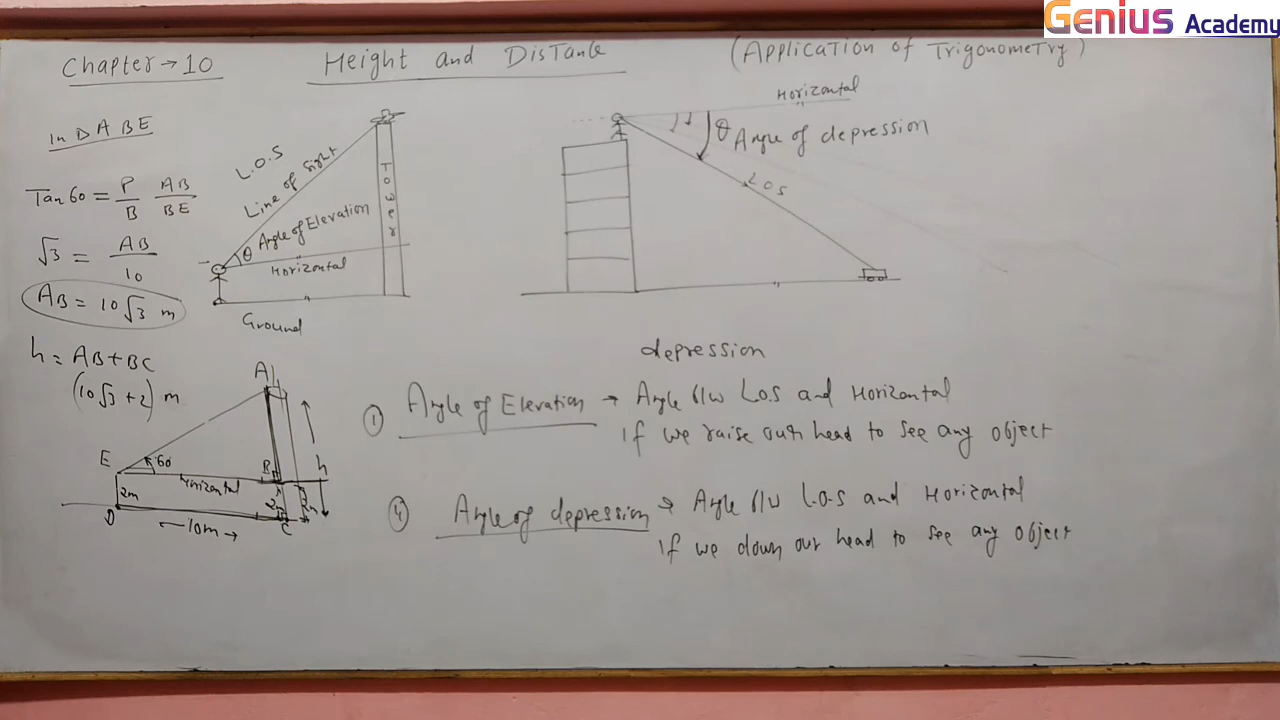 Genius Academy
Chapter → 10
Height and Distance
(Application of Trigonometry)
In Δ ABE
Tan 60 = P/B AB/BE
√3 = AB/10
AB = 10√3 m
h = AB + BC
(10√3 + 2) m
L.O.S
Line of sight
θ Angle of Elevation
Horizontal
Tower
Ground
Horizontal
θ Angle of depression
LOS
A
E
60
B
h
Horizontal
2m
2m
2m
D
← 10m →
C
depression
① Angle of Elevation → Angle b/w L.O.S and Horizontal
If we raise our head to see any object
Angle of depression → Angle b/w L.O.S and Horizontal
If we down our head to see any object